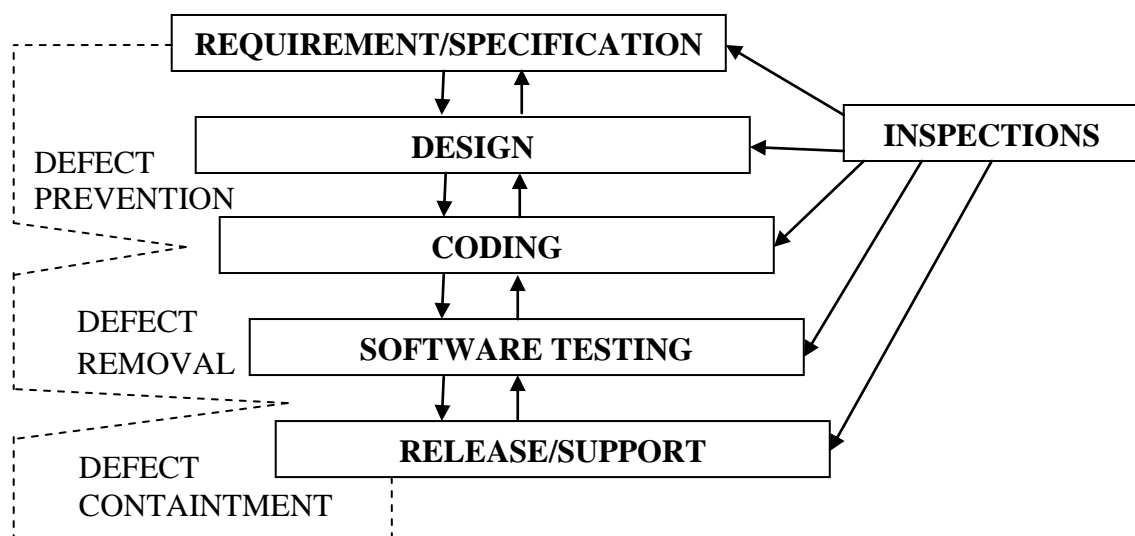 REQUIREMENT/SPECIFICATION
INSPECTIONS
DESIGN
DEFECT
PREVENTION
CODING
DEFECT
REMOVAL
SOFTWARE TESTING
RELEASE/SUPPORT
DEFECT
CONTAINTMENT